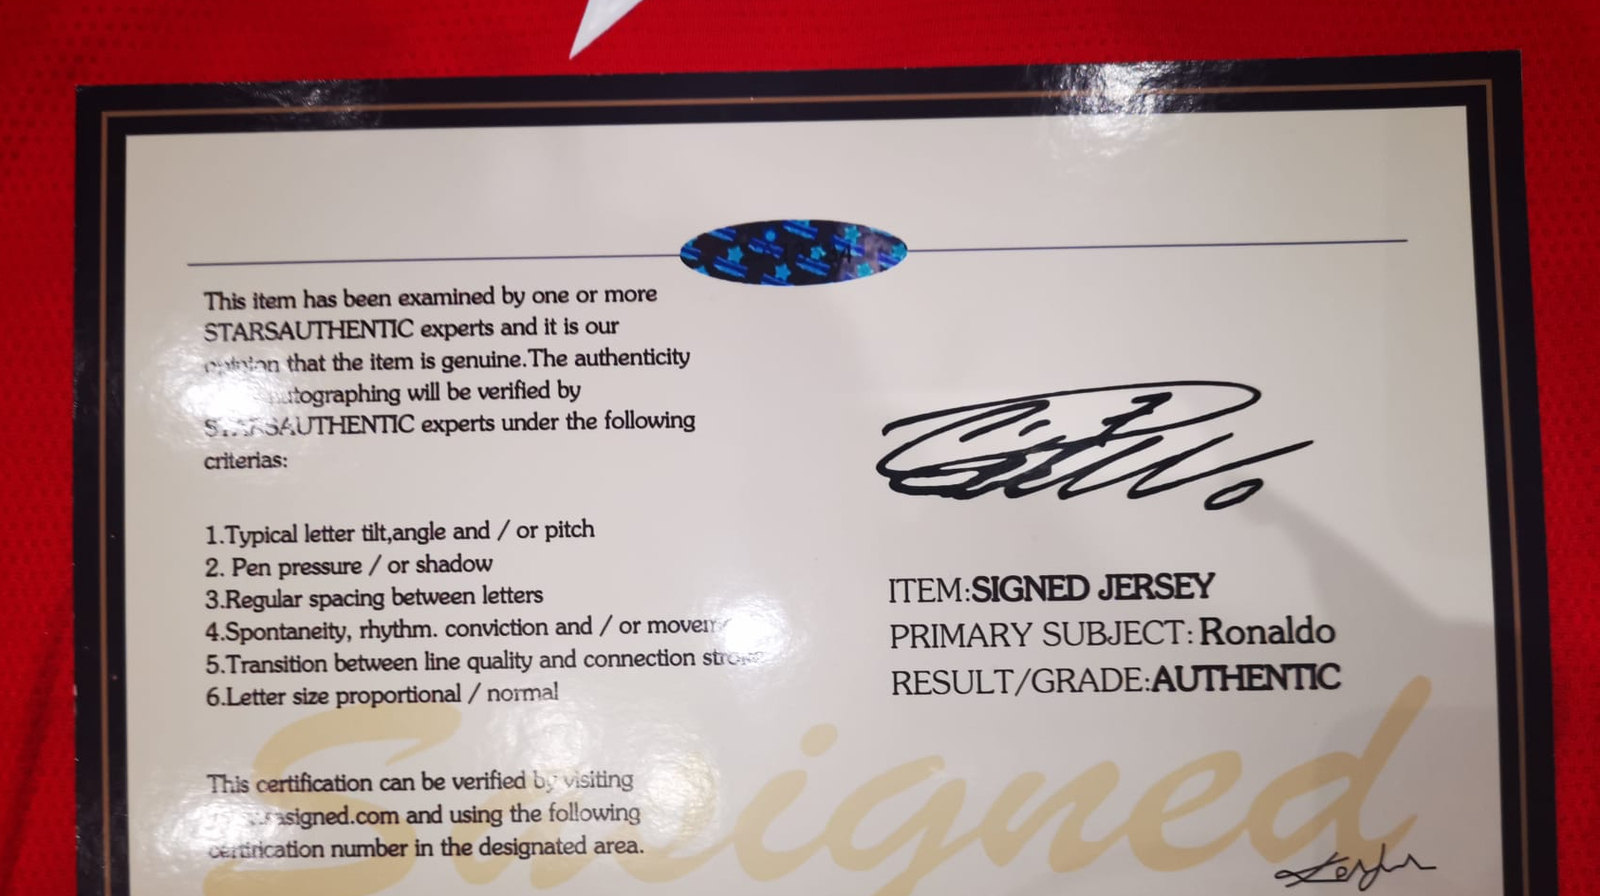 This item has been examined by one or more
STARSAUTHENTIC experts and it is our
opinion that the item is genuine.The authenticity
will be verified by
STARSAUTHENTIC experts under the following
criterias:
1.Typical letter tilt,angle and / or pitch
2. Pen pressure / or shadow
3.Regular spacing between letters
4.Spontaneity, rhythm. conviction and / or
5.Transition between line quality and connection
6.Letter size proportional / normal
This certification can be verified by visiting
and using the following
certification number in the designated area.
ITEM:SIGNED JERSEY
PRIMARY SUBJECT: Ronaldo
RESULT/GRADE:AUTHENTIC
Sasigned